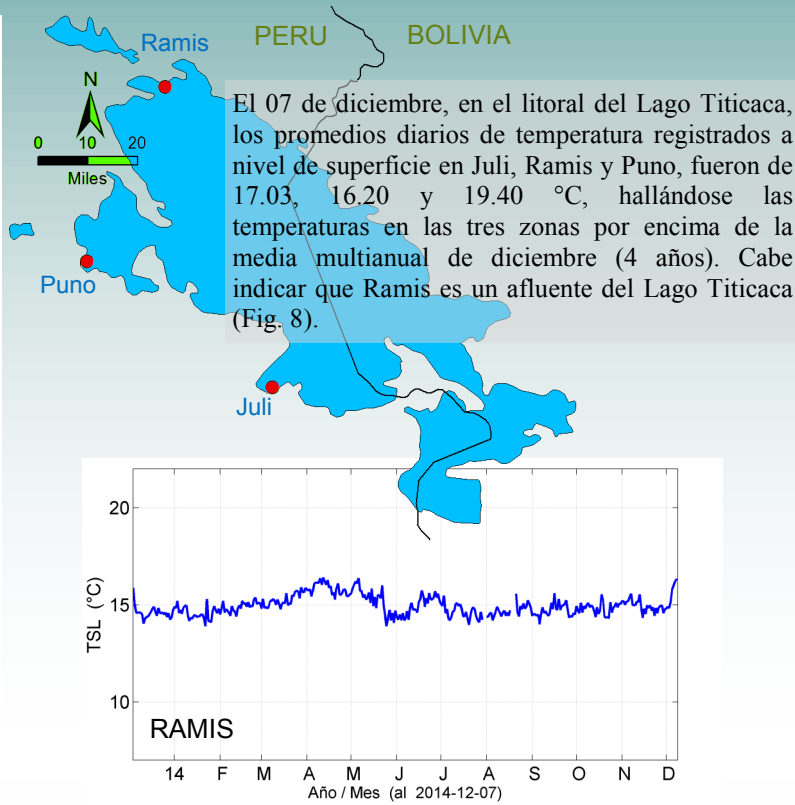 Ramis
PERU
BOLIVIA
N
0 10 20
Miles
El 07 de diciembre, en el litoral del Lago Titicaca,
los promedios diarios de temperatura registrados a
nivel de superficie en Juli, Ramis y Puno, fueron de
17.03, 16.20 y 19.40 °C, hallándose las
temperaturas en las tres zonas por encima de la
media multianual de diciembre (4 años). Cabe
indicar que Ramis es un afluente del Lago Titicaca
(Fig. 8).
Puno
Juli
20
15
10
TSL (°C)
RAMIS
14 F M A M J J A S O N D
Año / Mes (al 2014-12-07)